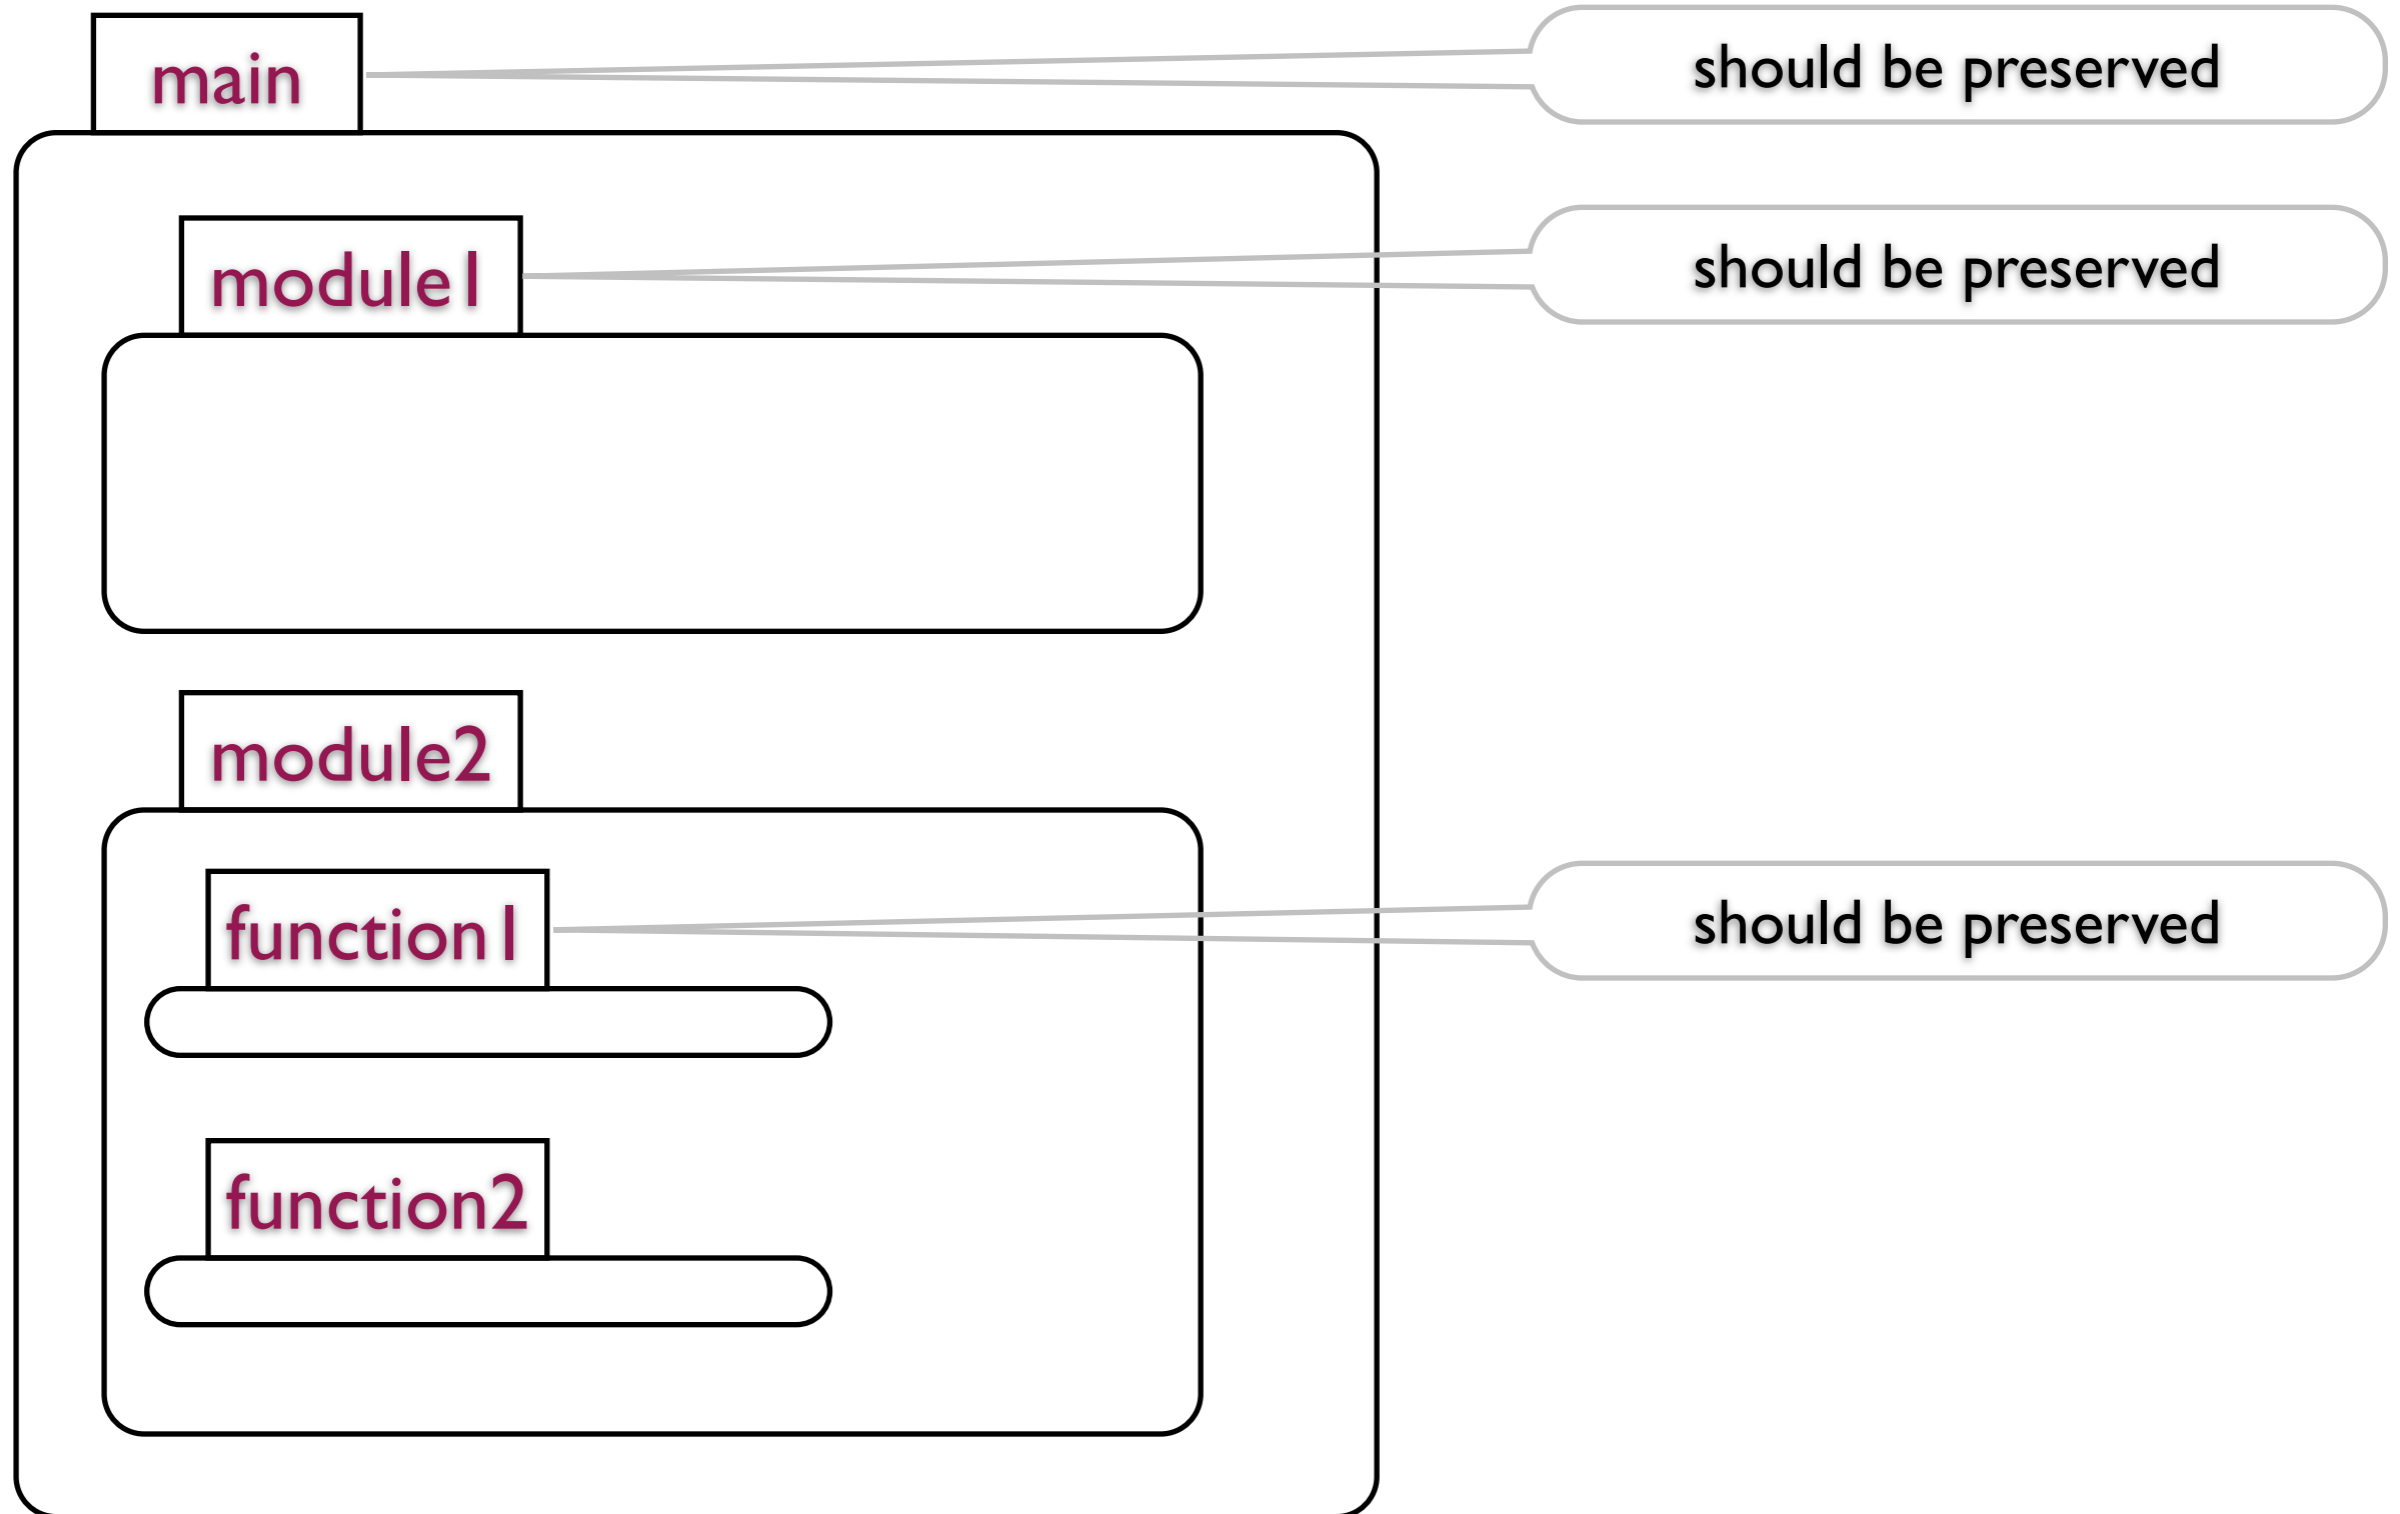 main
should be preserved
module1
should be preserved
module2
function1
should be preserved
function2